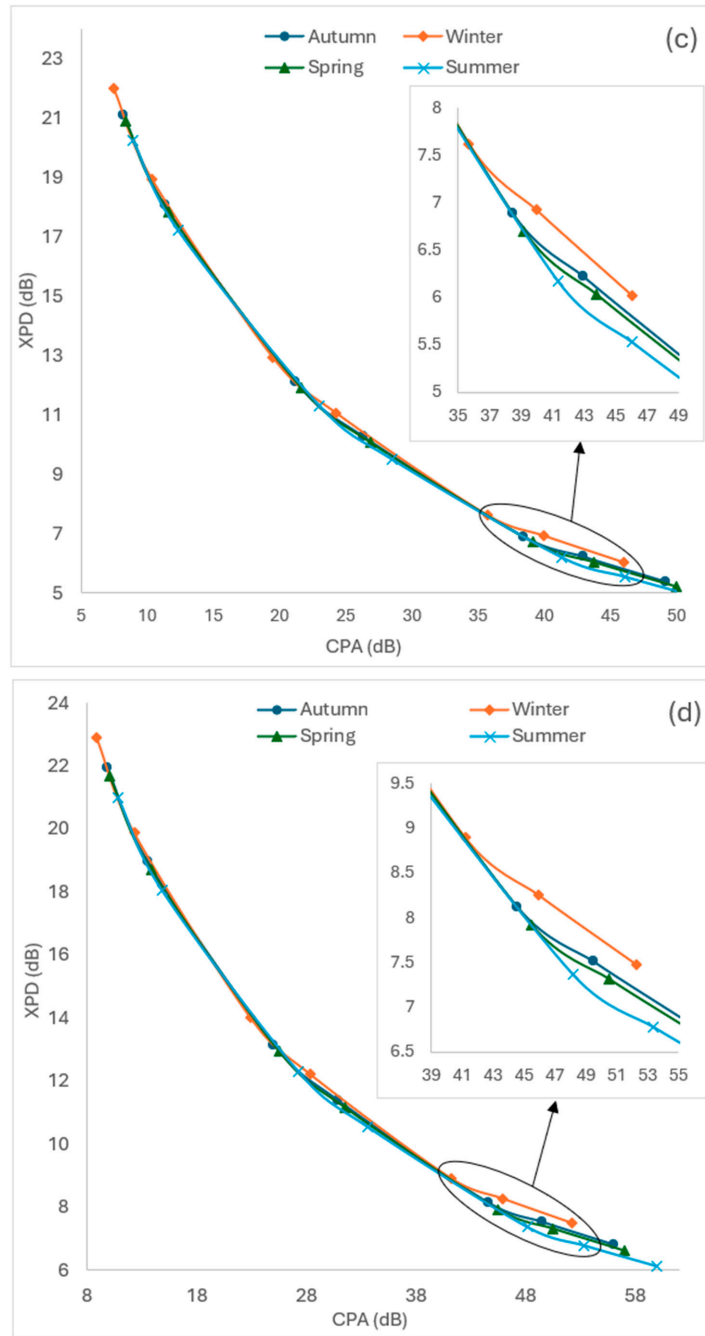 (c)
Autumn Winter
Spring Summer
23
21
19
17
15
13
11
9
7
5
XPD (dB)
8
7.5
7
6.5
6
5.5
5
35 37 39 41 43 45 47 49
5 10 15 20 25 30 35 40 45 50
CPA (dB)
(d)
Autumn Winter
Spring Summer
24
22
20
18
16
14
12
10
8
6
XPD (dB)
9.5
9
8.5
8
7.5
7
6.5
39 41 43 45 47 49 51 53 55
8 18 28 38 48 58
CPA (dB)